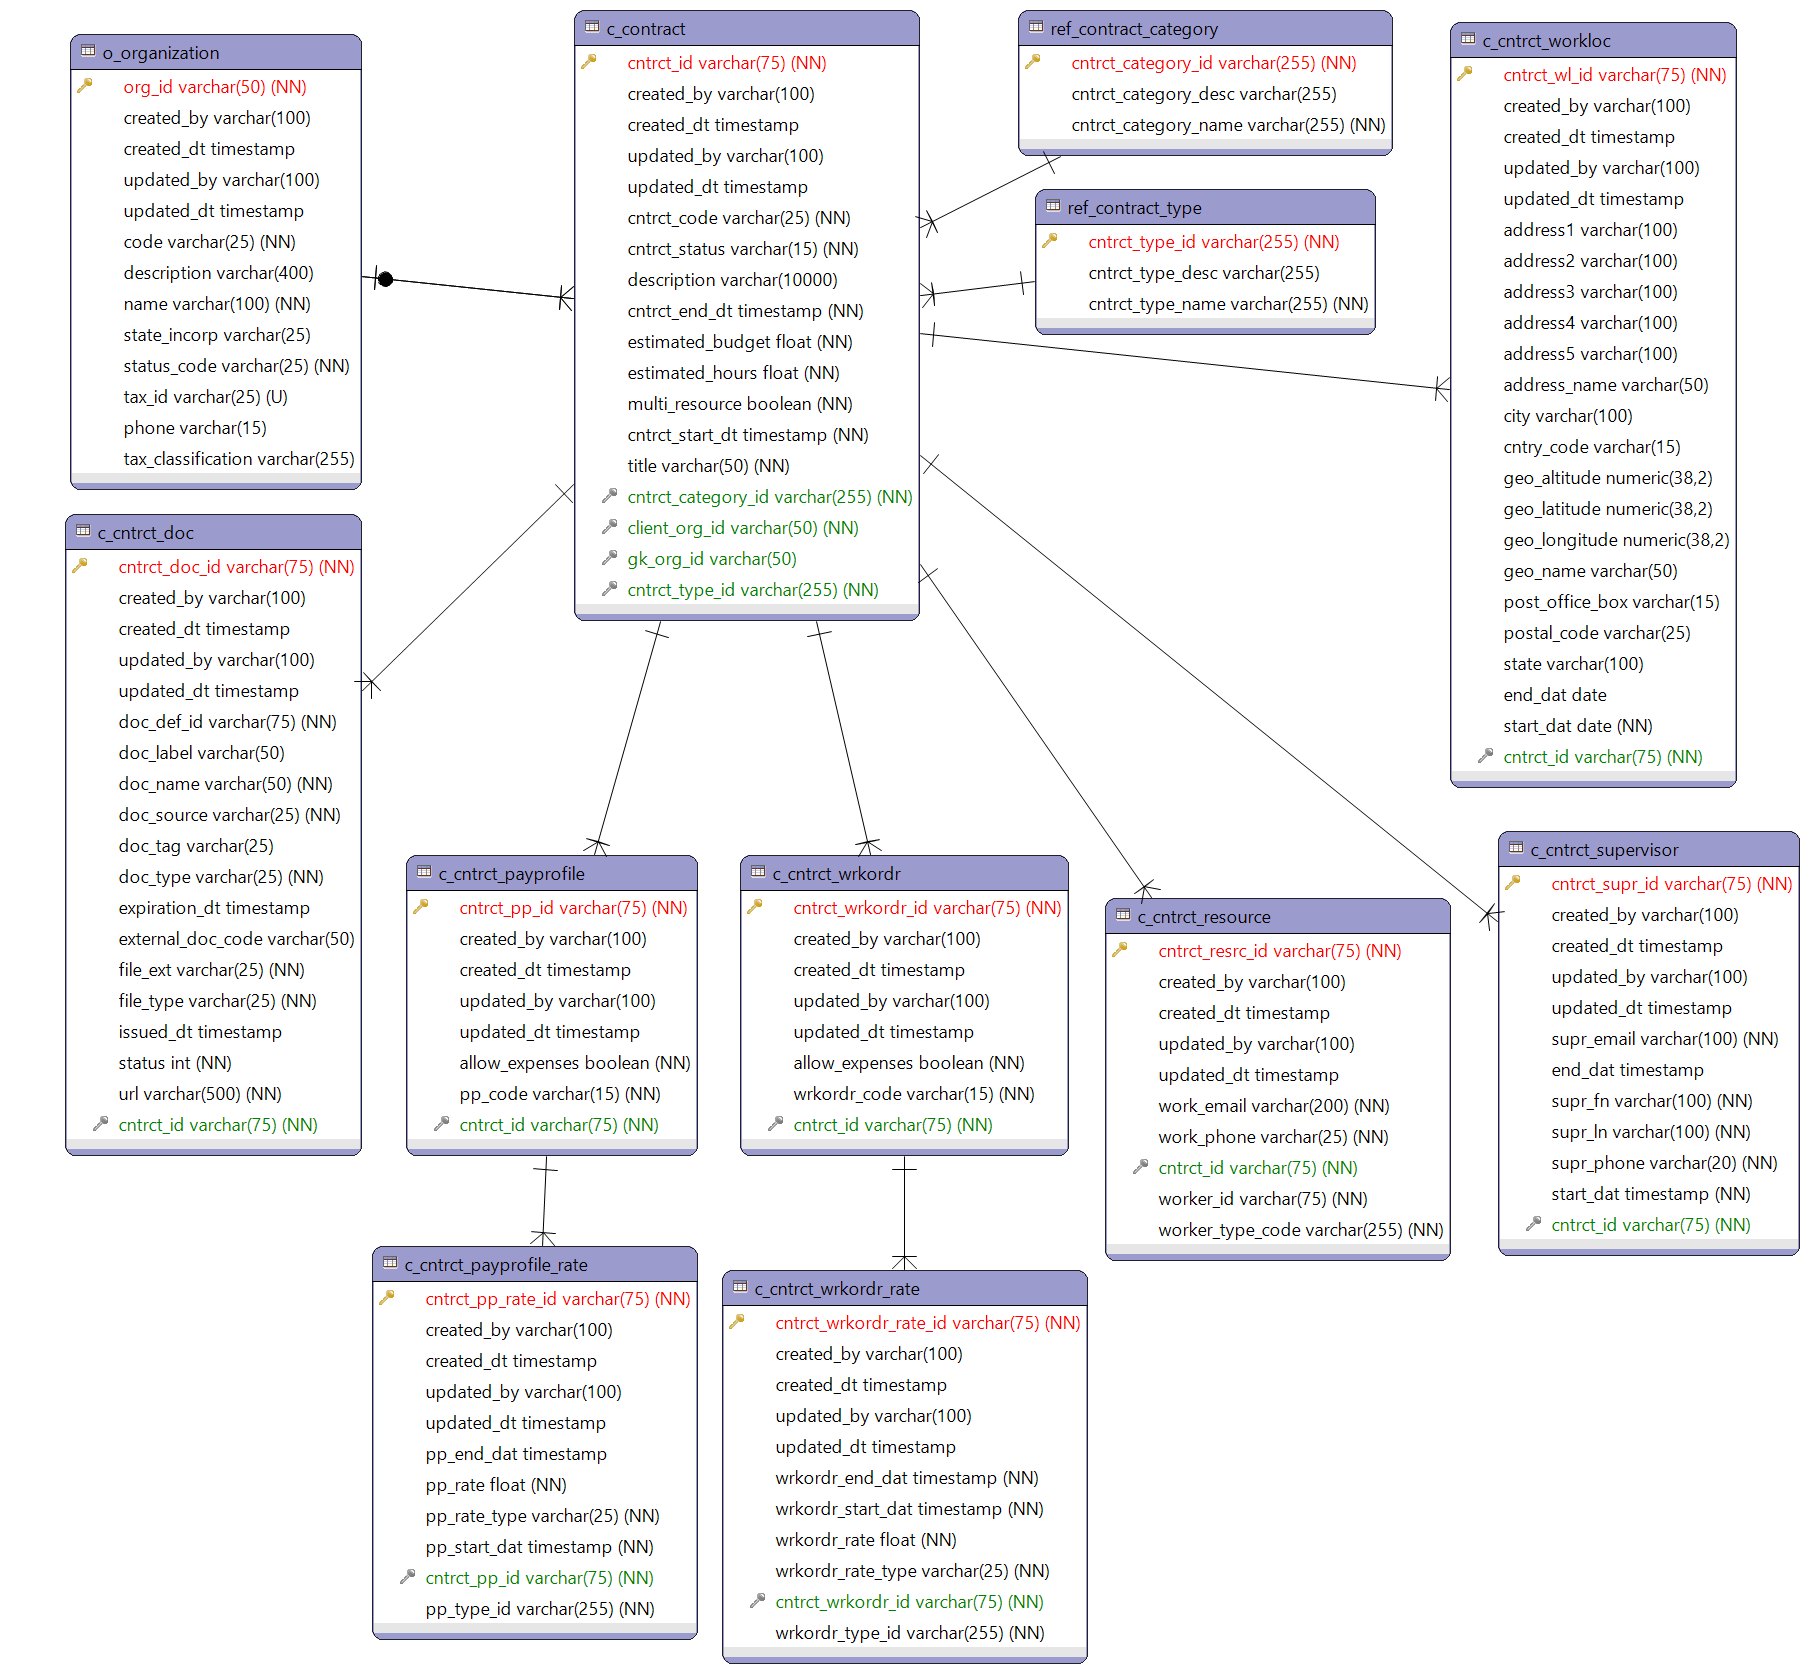 o_organization
org_id varchar(50) (NN)
created_by varchar(100)
created_dt timestamp
updated_by varchar(100)
updated_dt timestamp
code varchar(25) (NN)
description varchar(400)
name varchar(100) (NN)
state_incorp varchar(25)
status_code varchar(25) (NN)
tax_id varchar(25) (U)
phone varchar(15)
tax_classification varchar(255)
c_contract
cntrct_id varchar(75) (NN)
created_by varchar(100)
created_dt timestamp
updated_by varchar(100)
updated_dt timestamp
cntrct_code varchar(25) (NN)
cntrct_status varchar(15) (NN)
description varchar(10000)
cntrct_end_dt timestamp (NN)
estimated_budget float (NN)
estimated_hours float (NN)
multi_resource boolean (NN)
cntrct_start_dt timestamp (NN)
title varchar(50) (NN)
cntrct_category_id varchar(255) (NN)
client_org_id varchar(50) (NN)
gk_org_id varchar(50)
cntrct_type_id varchar(255) (NN)
ref_contract_category
cntrct_category_id varchar(255) (NN)
cntrct_category_desc varchar(255)
cntrct_category_name varchar(255) (NN)
ref_contract_type
cntrct_type_id varchar(255) (NN)
cntrct_type_desc varchar(255)
cntrct_type_name varchar(255) (NN)
c_cntrct_workloc
cntrct_wl_id varchar(75) (NN)
created_by varchar(100)
created_dt timestamp
updated_by varchar(100)
updated_dt timestamp
address1 varchar(100)
address2 varchar(100)
address3 varchar(100)
address4 varchar(100)
address5 varchar(100)
address_name varchar(50)
city varchar(100)
cntry_code varchar(15)
geo_altitude numeric(38,2)
geo_latitude numeric(38,2)
geo_longitude numeric(38,2)
geo_name varchar(50)
post_office_box varchar(15)
postal_code varchar(25)
state varchar(100)
end_dat date
start_dat date (NN)
cntrct_id varchar(75) (NN)
c_cntrct_doc
cntrct_doc_id varchar(75) (NN)
created_by varchar(100)
created_dt timestamp
updated_by varchar(100)
updated_dt timestamp
doc_def_id varchar(75) (NN)
doc_label varchar(50)
doc_name varchar(50) (NN)
doc_source varchar(25) (NN)
doc_tag varchar(25)
doc_type varchar(25) (NN)
expiration_dt timestamp
external_doc_code varchar(50)
file_ext varchar(25) (NN)
file_type varchar(25) (NN)
issued_dt timestamp
status int (NN)
url varchar(500) (NN)
cntrct_id varchar(75) (NN)
c_cntrct_payprofile
cntrct_pp_id varchar(75) (NN)
created_by varchar(100)
created_dt timestamp
updated_by varchar(100)
updated_dt timestamp
allow_expenses boolean (NN)
pp_code varchar(15) (NN)
cntrct_id varchar(75) (NN)
c_cntrct_wrkordr
cntrct_wrkordr_id varchar(75) (NN)
created_by varchar(100)
created_dt timestamp
updated_by varchar(100)
updated_dt timestamp
allow_expenses boolean (NN)
wrkordr_code varchar(15) (NN)
cntrct_id varchar(75) (NN)
c_cntrct_resource
cntrct_resrc_id varchar(75) (NN)
created_by varchar(100)
created_dt timestamp
updated_by varchar(100)
updated_dt timestamp
work_email varchar(200) (NN)
work_phone varchar(25) (NN)
cntrct_id varchar(75) (NN)
worker_id varchar(75) (NN)
worker_type_code varchar(255) (NN)
c_cntrct_supervisor
cntrct_supr_id varchar(75) (NN)
created_by varchar(100)
created_dt timestamp
updated_by varchar(100)
updated_dt timestamp
supr_email varchar(100) (NN)
end_dat timestamp
supr_fn varchar(100) (NN)
supr_ln varchar(100) (NN)
supr_phone varchar(20) (NN)
start_dat timestamp (NN)
cntrct_id varchar(75) (NN)
c_cntrct_payprofile_rate
cntrct_pp_rate_id varchar(75) (NN)
created_by varchar(100)
created_dt timestamp
updated_by varchar(100)
updated_dt timestamp
pp_end_dat timestamp
pp_rate float (NN)
pp_rate_type varchar(25) (NN)
pp_start_dat timestamp (NN)
cntrct_pp_id varchar(75) (NN)
pp_type_id varchar(255) (NN)
c_cntrct_wrkordr_rate
cntrct_wrkordr_rate_id varchar(75) (NN)
created_by varchar(100)
created_dt timestamp
updated_by varchar(100)
updated_dt timestamp
wrkordr_end_dat timestamp (NN)
wrkordr_start_dat timestamp (NN)
wrkordr_rate float (NN)
wrkordr_rate_type varchar(25) (NN)
cntrct_wrkordr_id varchar(75) (NN)
wrkordr_type_id varchar(255) (NN)